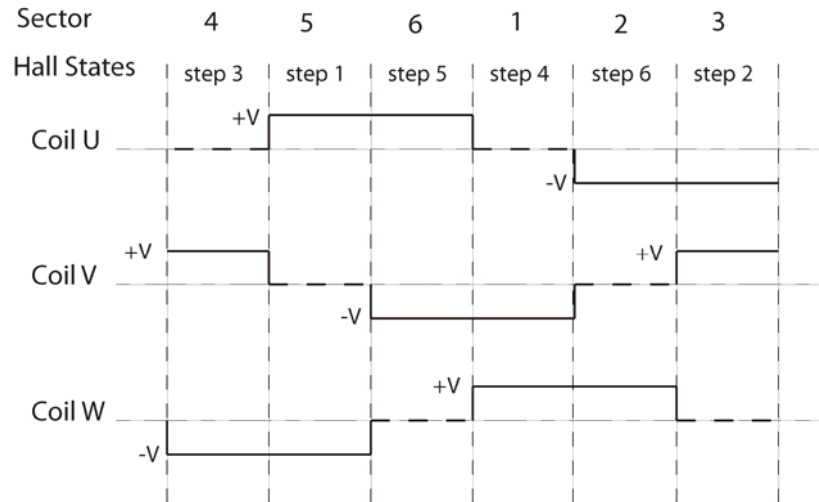 Sector 4 5 6 1 2 3
Hall States step 3 step 1 step 5 step 4 step 6 step 2
+V
Coil U
-V
+V +V
Coil V
-V
+V
Coil W
-V